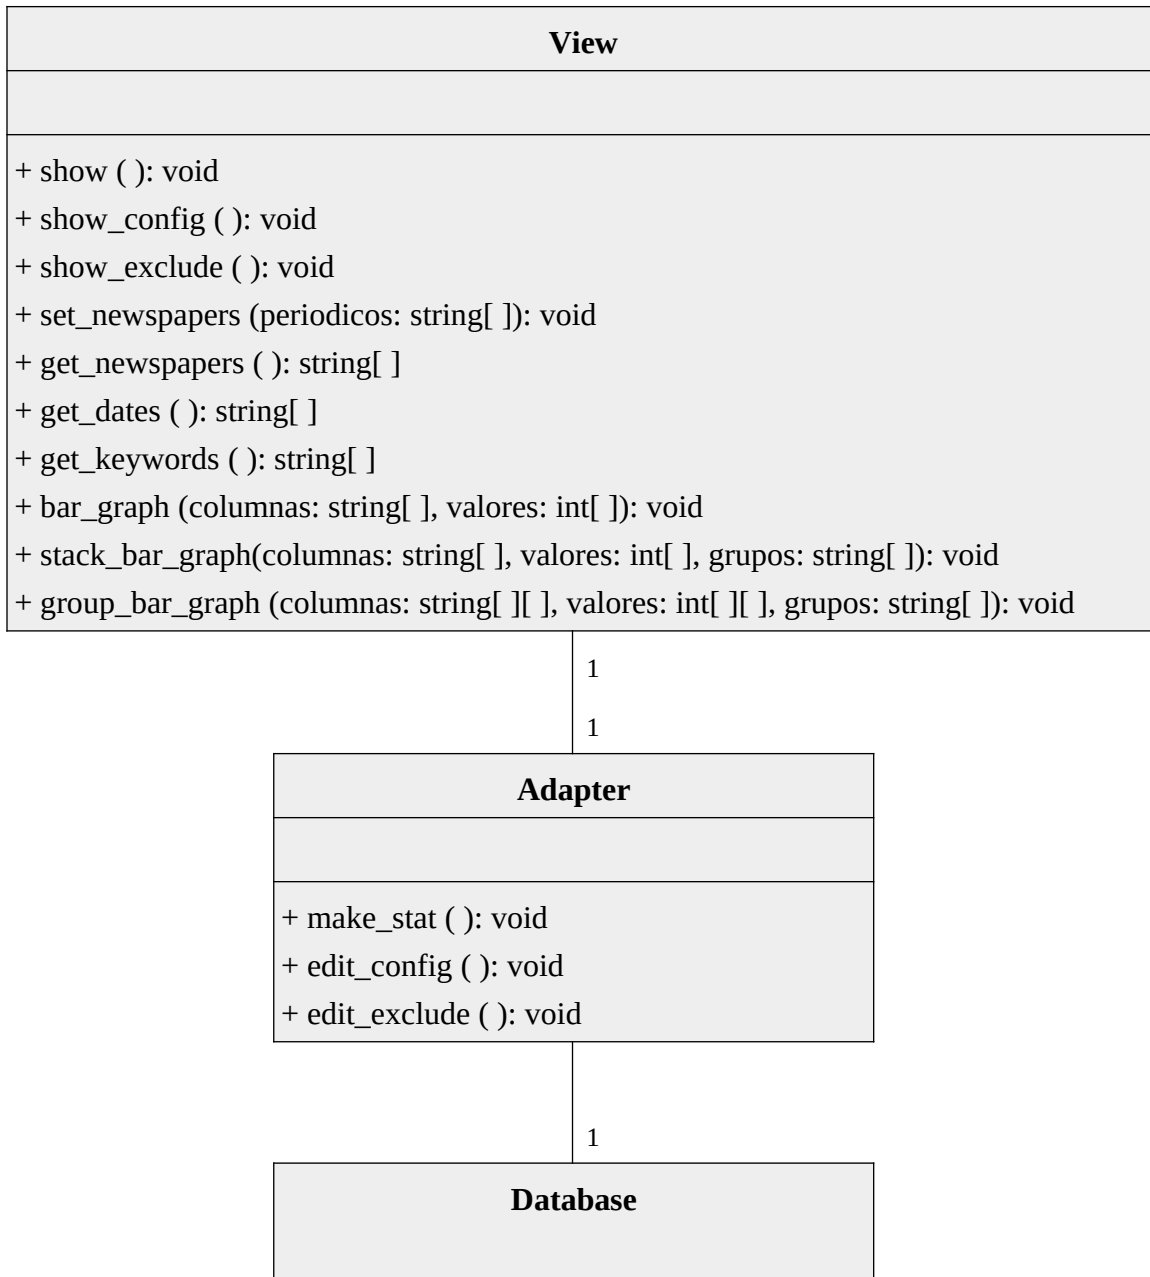 View
+ show ( ): void
+ show_config ( ): void
+ show_exclude ( ): void
+ set_newspapers (periodicos: string[ ]): void
+ get_newspapers ( ): string[ ]
+ get_dates ( ): string[ ]
+ get_keywords ( ): string[ ]
+ bar_graph (columnas: string[ ], valores: int[ ]): void
+ stack_bar_graph(columnas: string[ ], valores: int[ ], grupos: string[ ]): void
+ group_bar_graph (columnas: string[ ][ ], valores: int[ ][ ], grupos: string[ ]): void
1
1
Adapter
+ make_stat ( ): void
+ edit_config ( ): void
+ edit_exclude ( ): void
1
Database